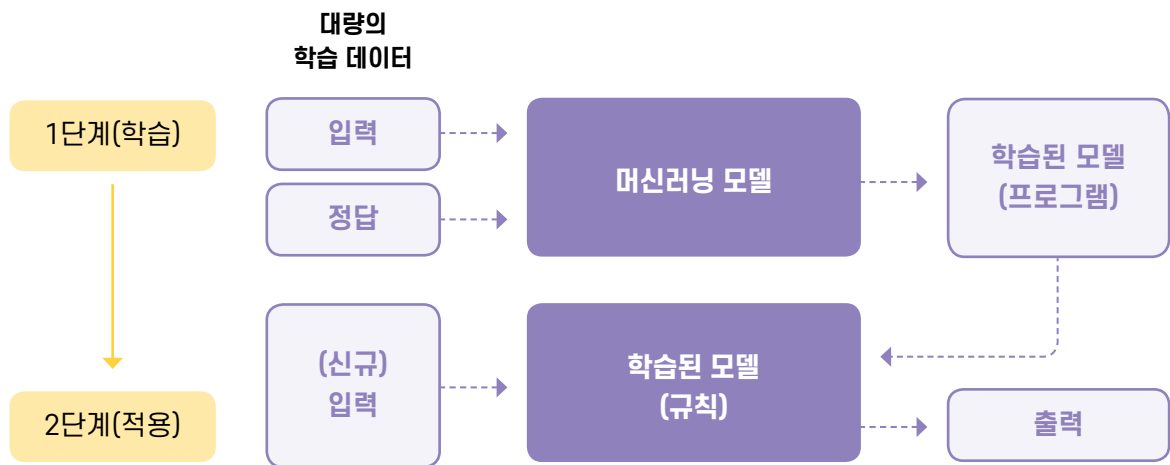 대량의
학습 데이터
1단계(학습)
입력
정답
머신러닝 모델
학습된 모델
(프로그램)
2단계(적용)
(신규)
입력
학습된 모델
(규칙)
출력